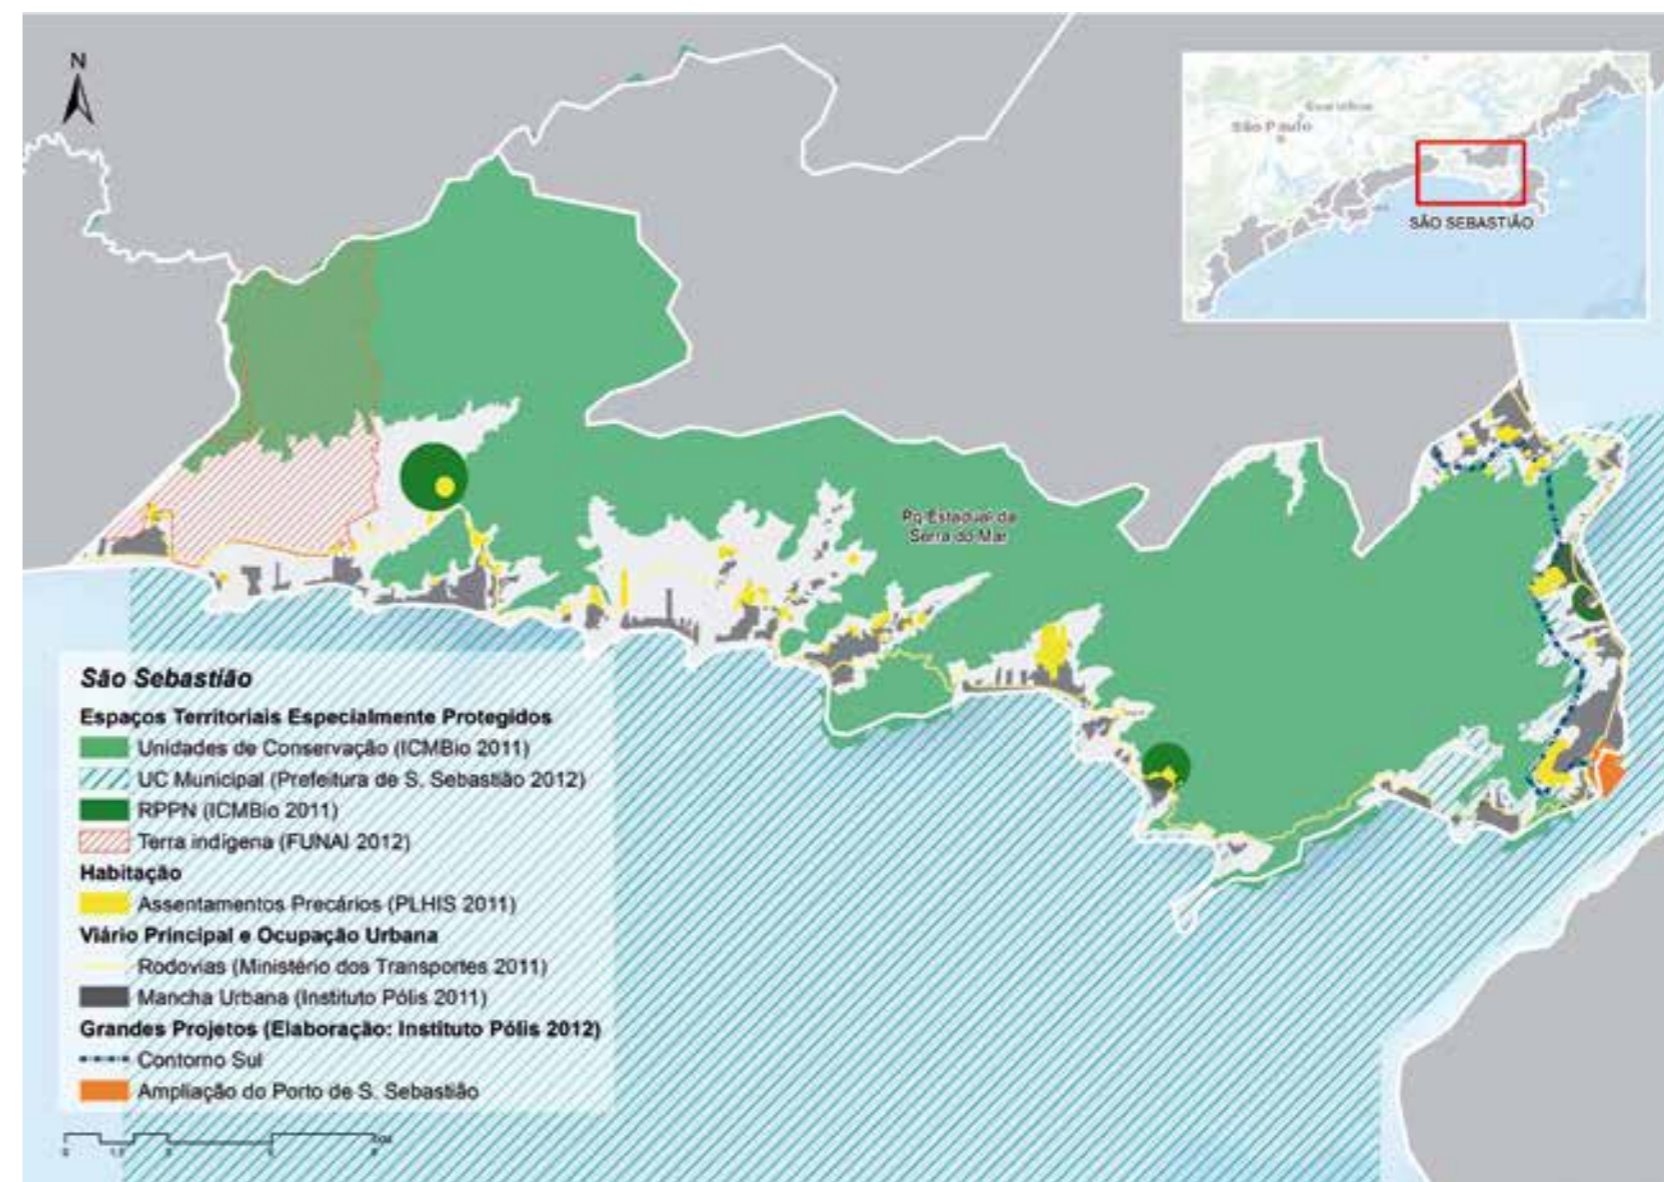 N
Guarulhos
São Paulo
SÃO SEBASTIÃO
Pq Estadual da
Serra do Mar
São Sebastião
Espaços Territoriais Especialmente Protegidos
Unidades de Conservação (ICMBio 2011)
UC Municipal (Prefeitura de S. Sebastião 2012)
RPPN (ICMBio 2011)
Terra indígena (FUNAI 2012)
Habitação
Assentamentos Precários (PLHIS 2011)
Viário Principal e Ocupação Urbana
Rodovias (Ministério dos Transportes 2011)
Mancha Urbana (Instituto Pólis 2011)
Grandes Projetos (Elaboração: Instituto Pólis 2012)
Contorno Sul
Ampliação do Porto de S. Sebastião